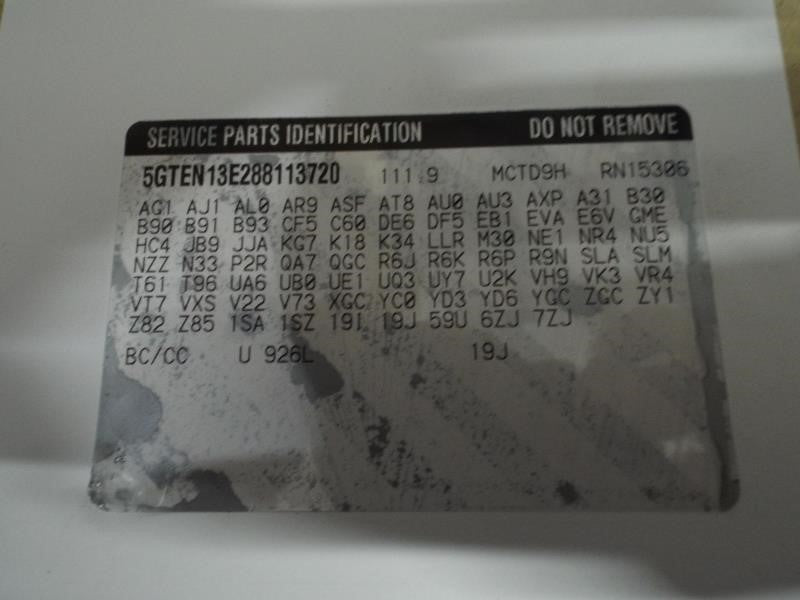 SERVICE PARTS IDENTIFICATION DO NOT REMOVE
5GTEN13E288113720 111.9 MCTD9H RN15306
AG1 AJ1 AL0 AR9 ASF AT8 AU0 AU3 AXP A31 B30
B90 B91 B93 CF5 C60 DE6 DF5 EB1 EVA E6V GME
HC4 JB9 JJA KG7 K18 K34 LLR M30 NE1 NR4 NU5
NZZ N33 P2R QA7 QGC R6J R6K R6P R9N SLA SLM
T61 T96 UA6 UB0 UE1 UQ3 UY7 U2K VH9 VK3 VR4
VT7 VXS V22 V73 XGC YC0 YD3 YD6 YGC ZGC ZY1
Z82 Z85 1SA 1SZ 19I 19J 59U 6ZJ 7ZJ
BC/CC U 926L 19J